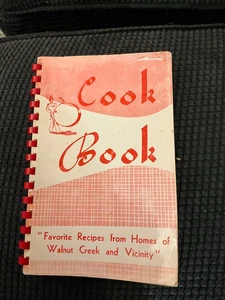 Cook
Book
"Favorite Recipes from Homes of
Walnut Creek and Vicinity"